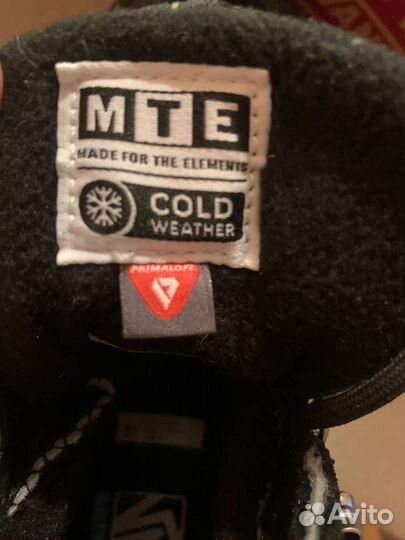 MTE
MADE FOR THE ELEMENTS
COLD
WEATHER
PRIMALOFT
Avito